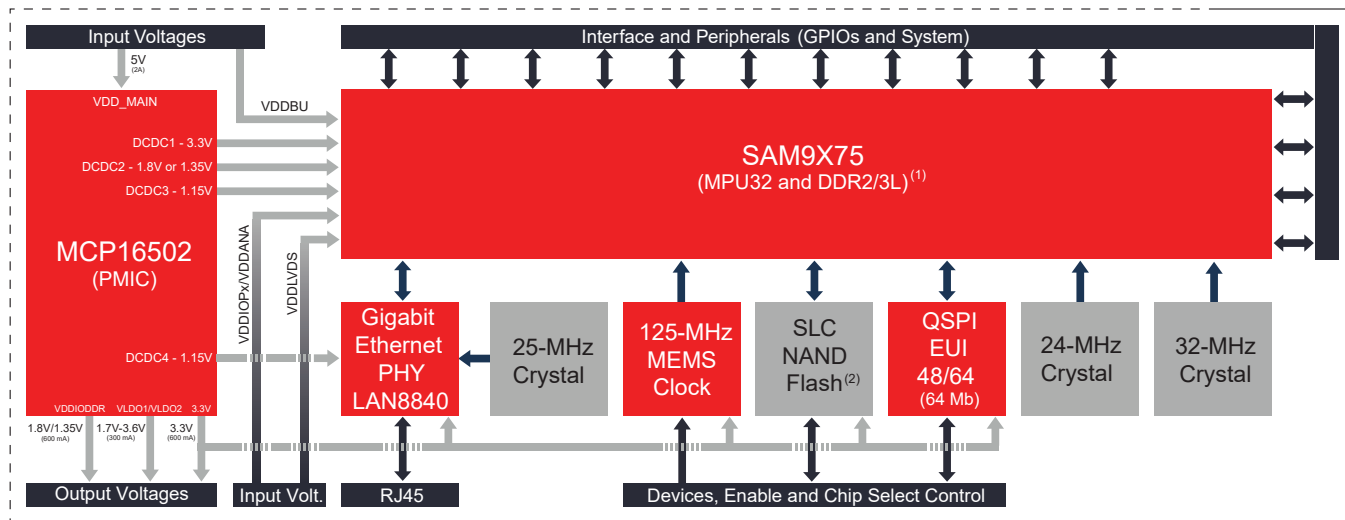 Input Voltages
Interface and Peripherals (GPIOs and System)
5V
(2A)
VDD_MAIN
VDDBU
DCDC1 - 3.3V
DCDC2 - 1.8V or 1.35V
DCDC3 - 1.15V
SAM9X75
(MPU32 and DDR2/3L)(1)
MCP16502
(PMIC)
VDDIOPx/VDDANA
VDDLVDS
DCDC4 - 1.15V
Gigabit
Ethernet
PHY
LAN8840
25-MHz
Crystal
125-MHz
MEMS
Clock
SLC
NAND
Flash(2)
QSPI
EUI
48/64
(64 Mb)
24-MHz
Crystal
32-MHz
Crystal
VDDIODDR
VLDO1/VLDO2
3.3V
1.8V/1.35V
(600 mA)
1.7V-3.6V
(300 mA)
3.3V
(600 mA)
Output Voltages
Input Volt.
RJ45
Devices, Enable and Chip Select Control